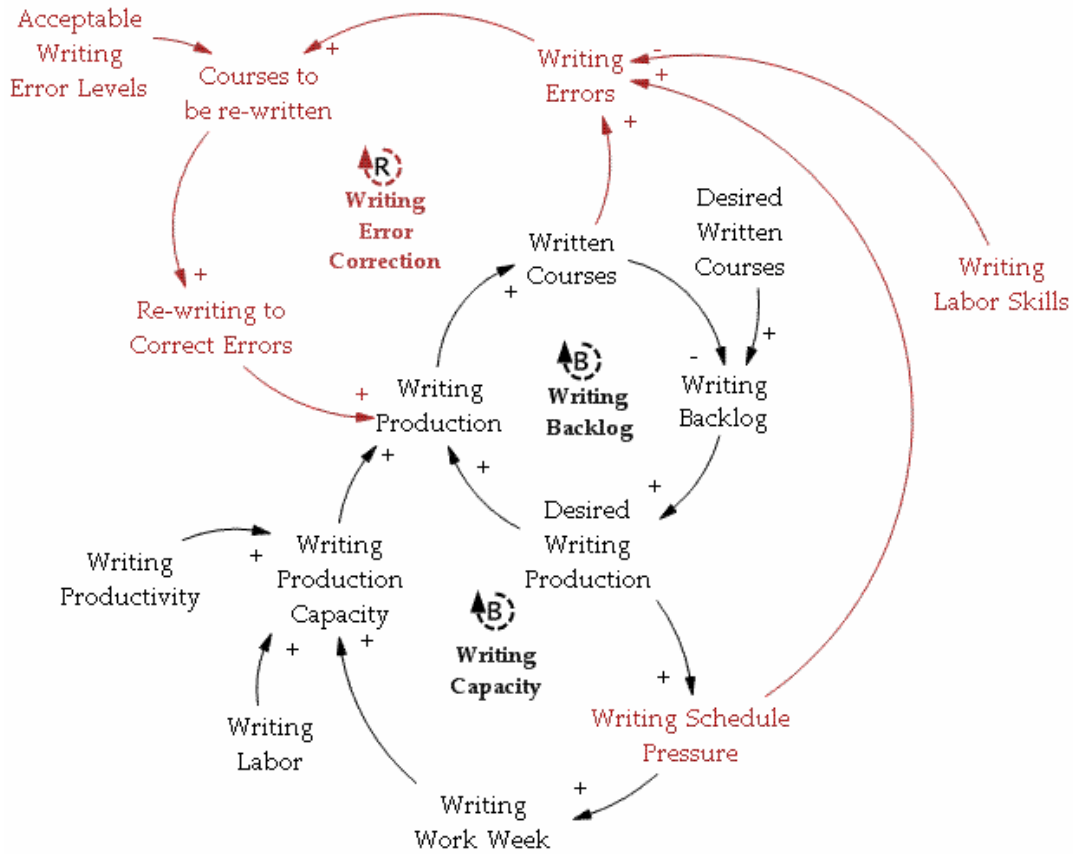 Acceptable
Writing
Error Levels
+
Courses to
be re-written
Writing
Errors
-
+
+
R
Writing
Error
Correction
Desired
Written
Courses
Written
Courses
+
Writing
Labor Skills
+
Re-writing to
Correct Errors
+
-
B
Writing
Backlog
Writing
Backlog
+
Writing
Production
+
+
+
+
Desired
Writing
Production
Writing
Productivity
+
Writing
Production
Capacity
+
+
B
Writing
Capacity
+
Writing Schedule
Pressure
Writing
Labor
+
Writing
Work Week